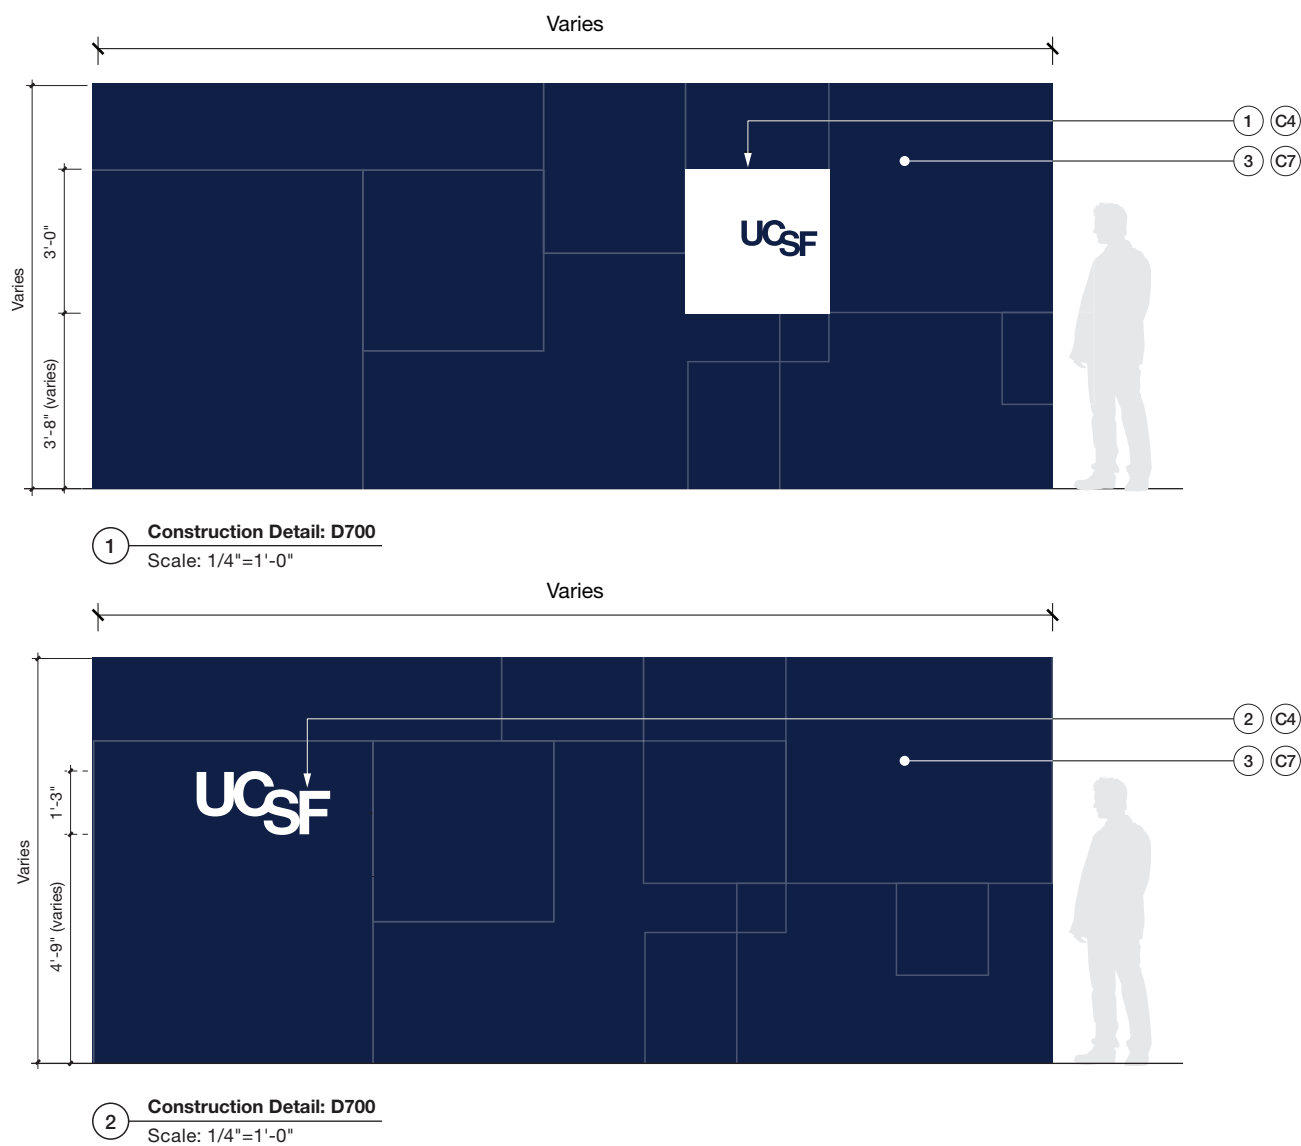 Varies
1 C4
3 C7
3'-0"
Varies
3'-8" (varies)
UCSF
1 Construction Detail: D700
Scale: 1/4"=1'-0"
Varies
2 C4
3 C7
1'-3"
UCSF
Varies
4'-9" (varies)
2 Construction Detail: D700
Scale: 1/4"=1'-0"